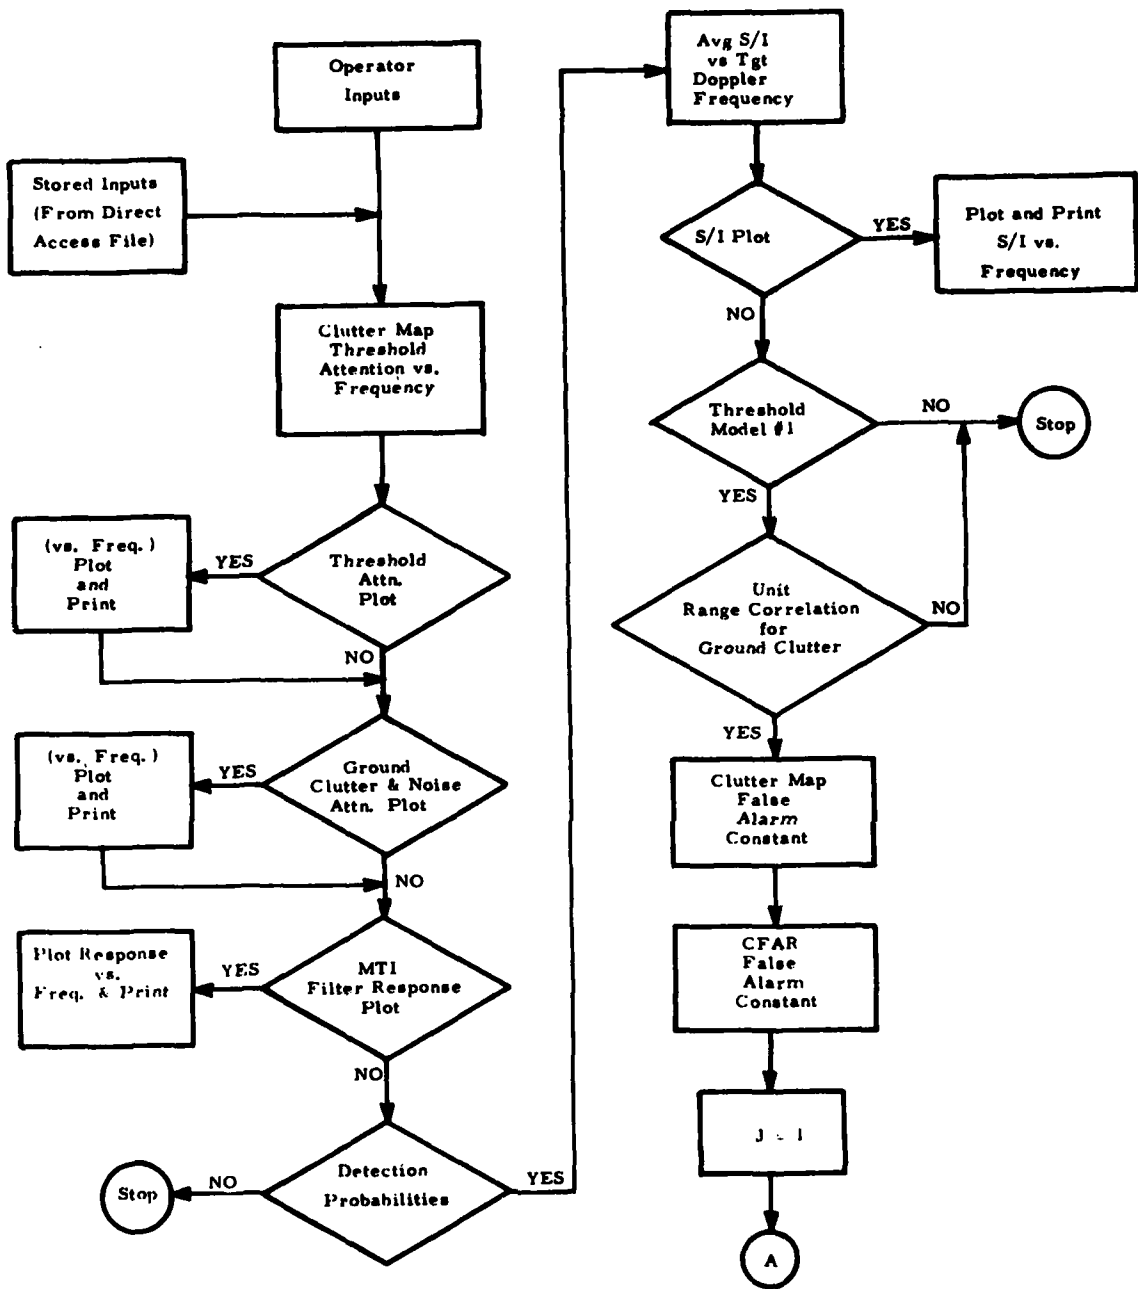 Operator
Inputs
Stored Inputs
(From Direct
Access File)
Clutter Map
Threshold
Attention vs.
Frequency
Threshold
Attn.
Plot
YES
(vs. Freq.)
Plot
and
Print
NO
Ground
Clutter & Noise
Attn. Plot
YES
(vs. Freq.)
Plot
and
Print
NO
MTI
Filter Response
Plot
YES
Plot Response
vs.
Freq. & Print
NO
Detection
Probabilities
NO
Stop
YES
Avg S/I
vs Tgt
Doppler
Frequency
S/I Plot
YES
Plot and Print
S/I vs.
Frequency
NO
Threshold
Model #1
NO
Stop
YES
Unit
Range Correlation
for
Ground Clutter
NO
YES
Clutter Map
False
Alarm
Constant
CFAR
False
Alarm
Constant
J
A